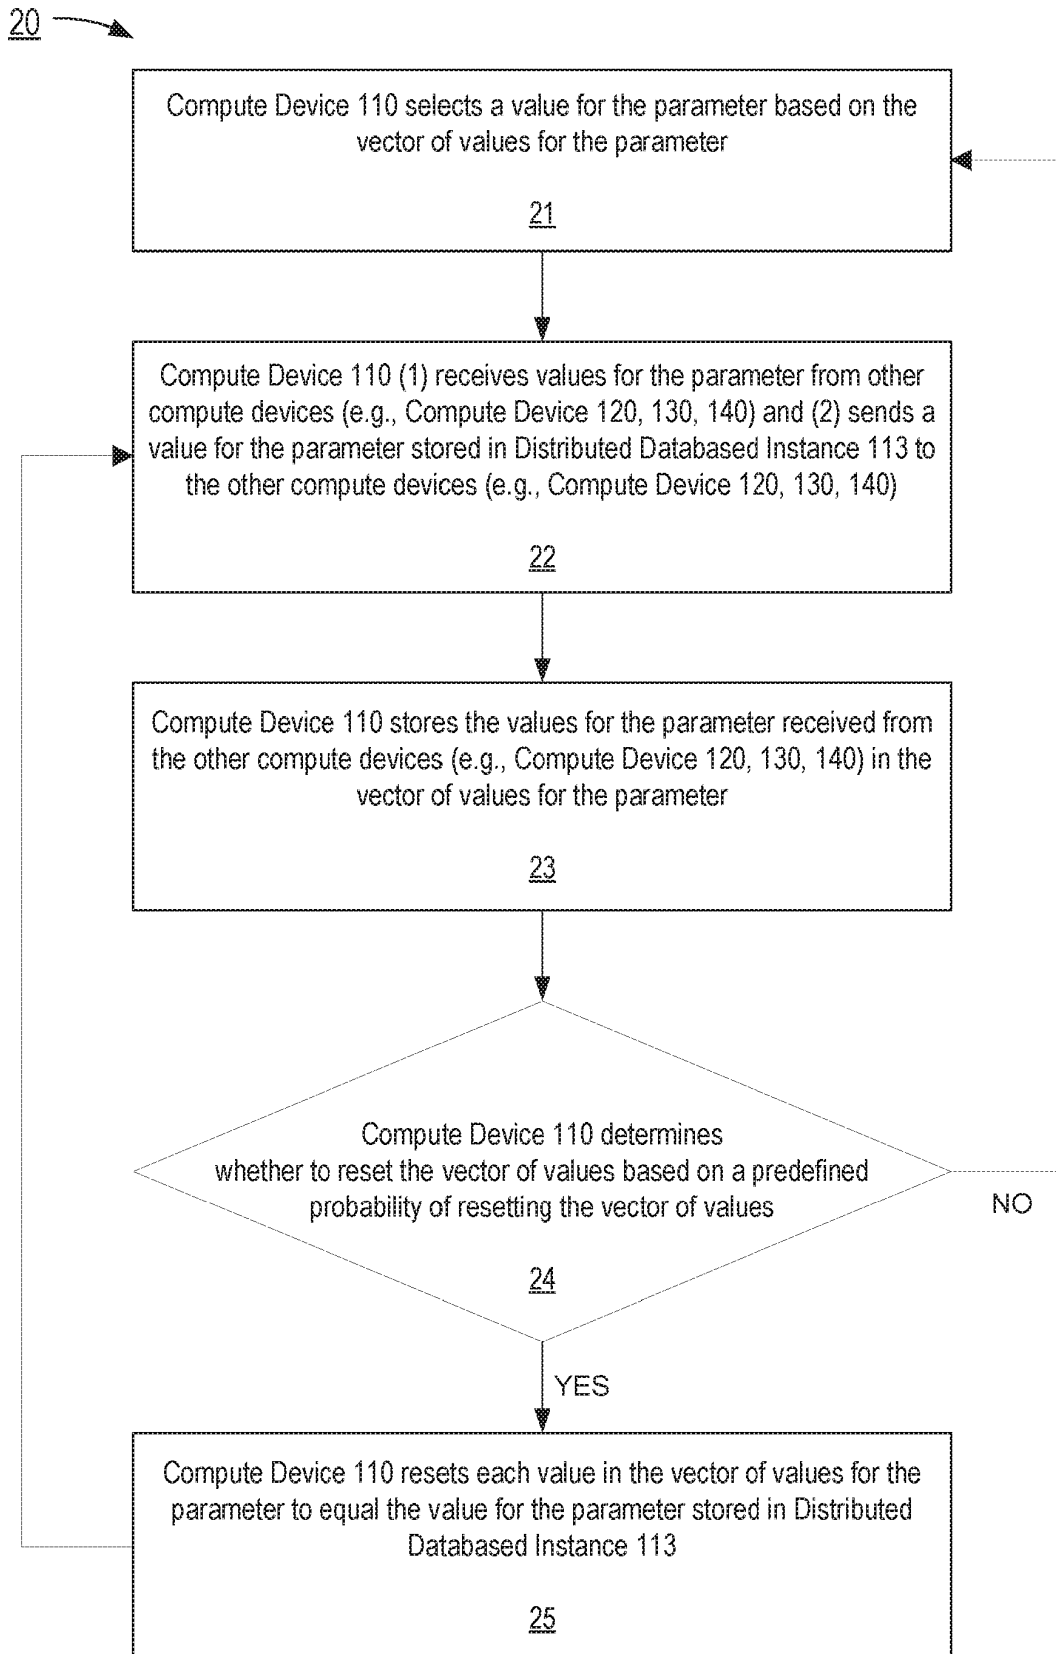 20
Compute Device 110 selects a value for the parameter based on the
vector of values for the parameter
21
Compute Device 110 (1) receives values for the parameter from other
compute devices (e.g., Compute Device 120, 130, 140) and (2) sends a
value for the parameter stored in Distributed Databased Instance 113 to
the other compute devices (e.g., Compute Device 120, 130, 140)
22
Compute Device 110 stores the values for the parameter received from
the other compute devices (e.g., Compute Device 120, 130, 140) in the
vector of values for the parameter
23
Compute Device 110 determines
whether to reset the vector of values based on a predefined
probability of resetting the vector of values
24
NO
YES
Compute Device 110 resets each value in the vector of values for the
parameter to equal the value for the parameter stored in Distributed
Databased Instance 113
25